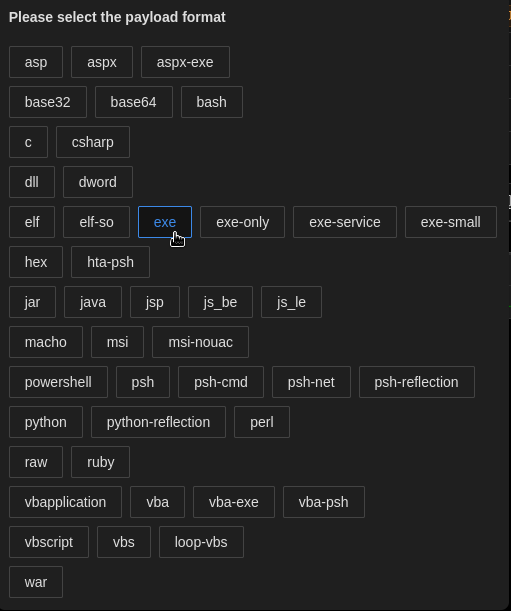 Please select the payload format
asp aspx aspx-exe
base32 base64 bash
c csharp
dll dword
elf elf-so exe exe-only exe-service exe-small
hex hta-psh
jar java jsp js_be js_le
macho msi msi-nouac
powershell psh psh-cmd psh-net psh-reflection
python python-reflection perl
raw ruby
vbapplication vba vba-exe vba-psh
vbscript vbs loop-vbs
war